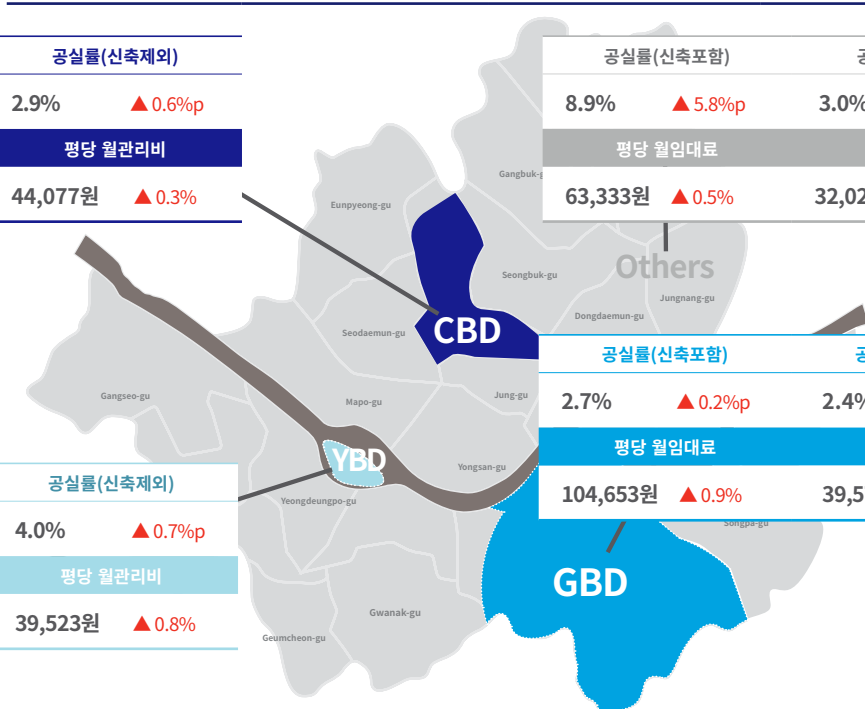 공실률(신축제외)
2.9% ▲ 0.6%p
평당 월관리비
44,077원 ▲ 0.3%
공실률(신축포함)
8.9% ▲ 5.8%p 3.0%
평당 월임대료
63,333원 ▲ 0.5% 32,02
Gangbuk-g
Eunpyeong-gu
Seongbuk-gu
Others
Jungnang-gu
Dongdaemun-gu
Seodaemun-gu
CBD
공실률(신축포함)
2.7% ▲ 0.2%p 2.4%
평당 월임대료
104,653원 ▲ 0.9% 39,5
Gangseo-gu
Mapo-gu
Jung-gu
YBD
Yongsan-gu
Yeongdeungpo-gu
공실률(신축제외)
4.0% ▲ 0.7%p
평당 월관리비
39,523원 ▲ 0.8%
Songpa-gu
GBD
Gwanak-gu
Geumcheon-gu